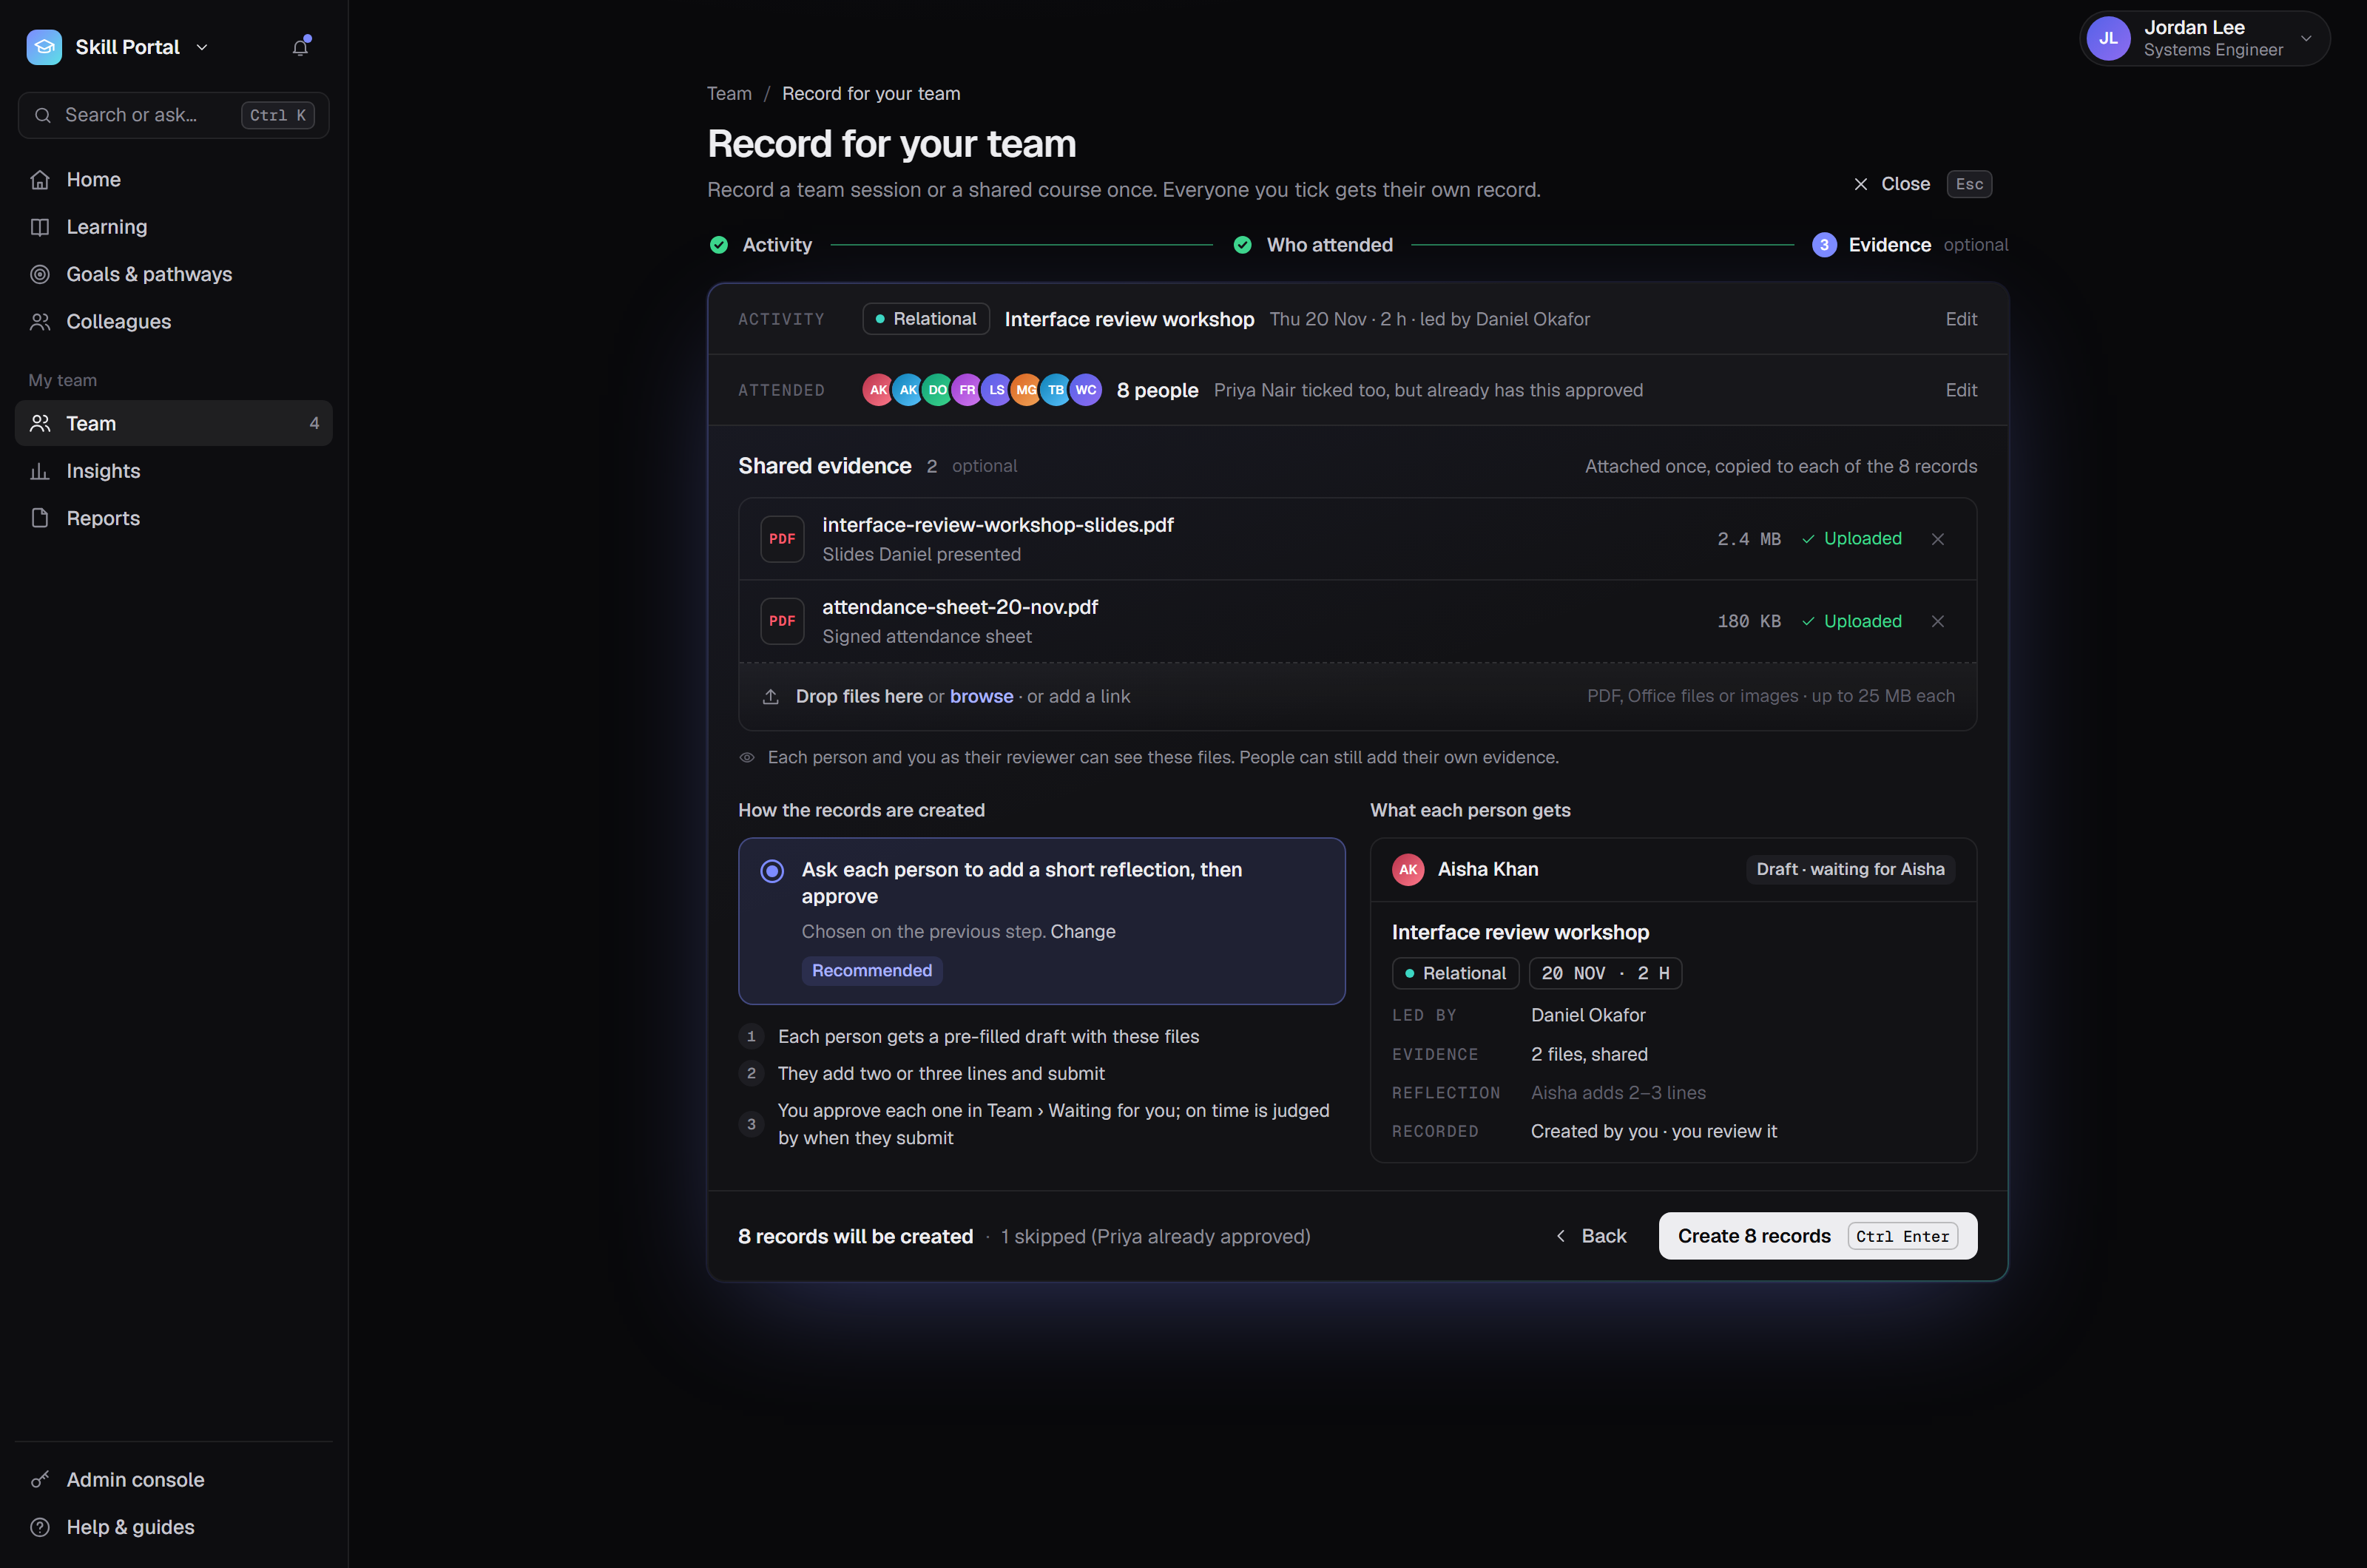 Skill Portal
Search or ask... Ctrl K
Home
Learning
Goals & pathways
Colleagues
My team
Team 4
Insights
Reports
Admin console
Help & guides
JL Jordan Lee
Systems Engineer
Team / Record for your team
Record for your team
Record a team session or a shared course once. Everyone you tick gets their own record.
Close Esc
Activity
Who attended
3 Evidence optional
ACTIVITY Relational Interface review workshop Thu 20 Nov · 2 h · led by Daniel Okafor Edit
ATTENDED AK AK DO FR LS MG TB WC 8 people Priya Nair ticked too, but already has this approved Edit
Shared evidence 2 optional Attached once, copied to each of the 8 records
PDF interface-review-workshop-slides.pdf
Slides Daniel presented
2.4 MB Uploaded
PDF attendance-sheet-20-nov.pdf
Signed attendance sheet
180 KB Uploaded
Drop files here or browse · or add a link PDF, Office files or images · up to 25 MB each
Each person and you as their reviewer can see these files. People can still add their own evidence.
How the records are created
Ask each person to add a short reflection, then
approve
Chosen on the previous step. Change
Recommended
1 Each person gets a pre-filled draft with these files
2 They add two or three lines and submit
3 You approve each one in Team › Waiting for you; on time is judged
by when they submit
What each person gets
AK Aisha Khan Draft · waiting for Aisha
Interface review workshop
Relational 20 NOV · 2 H
LED BY Daniel Okafor
EVIDENCE 2 files, shared
REFLECTION Aisha adds 2–3 lines
RECORDED Created by you · you review it
8 records will be created · 1 skipped (Priya already approved)
Back
Create 8 records Ctrl Enter